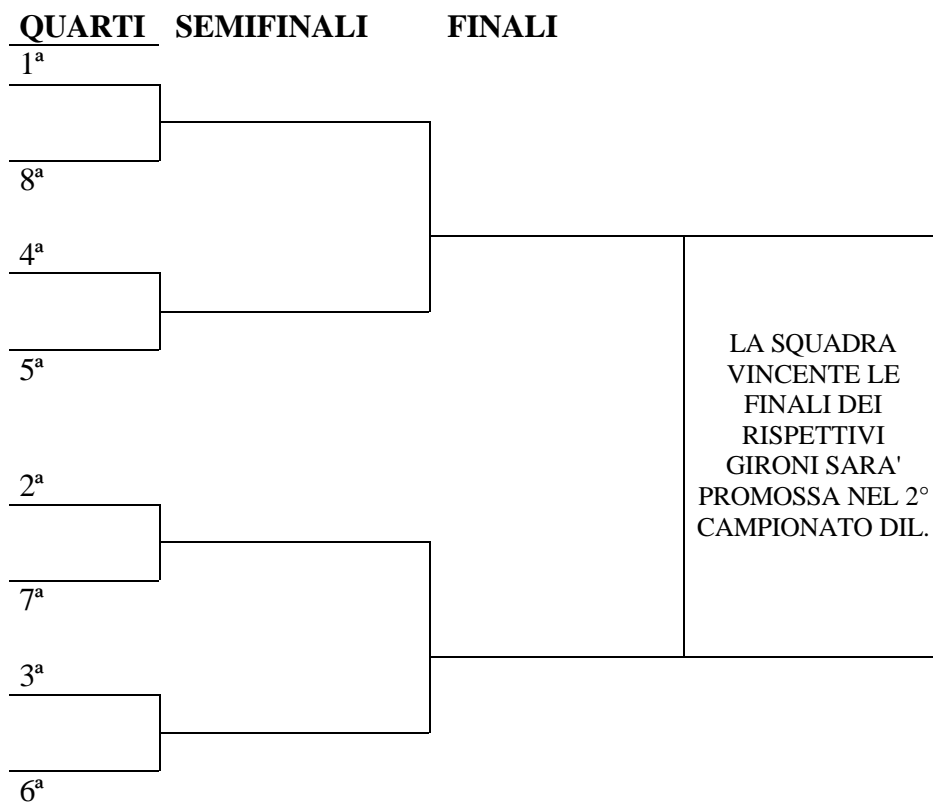 QUARTI SEMIFINALI FINALI
1ª
8ª
4ª
5ª
LA SQUADRA
VINCENTE LE
FINALI DEI
RISPETTIVI
GIRONI SARA'
PROMOSSA NEL 2°
CAMPIONATO DIL.
2ª
7ª
3ª
6ª